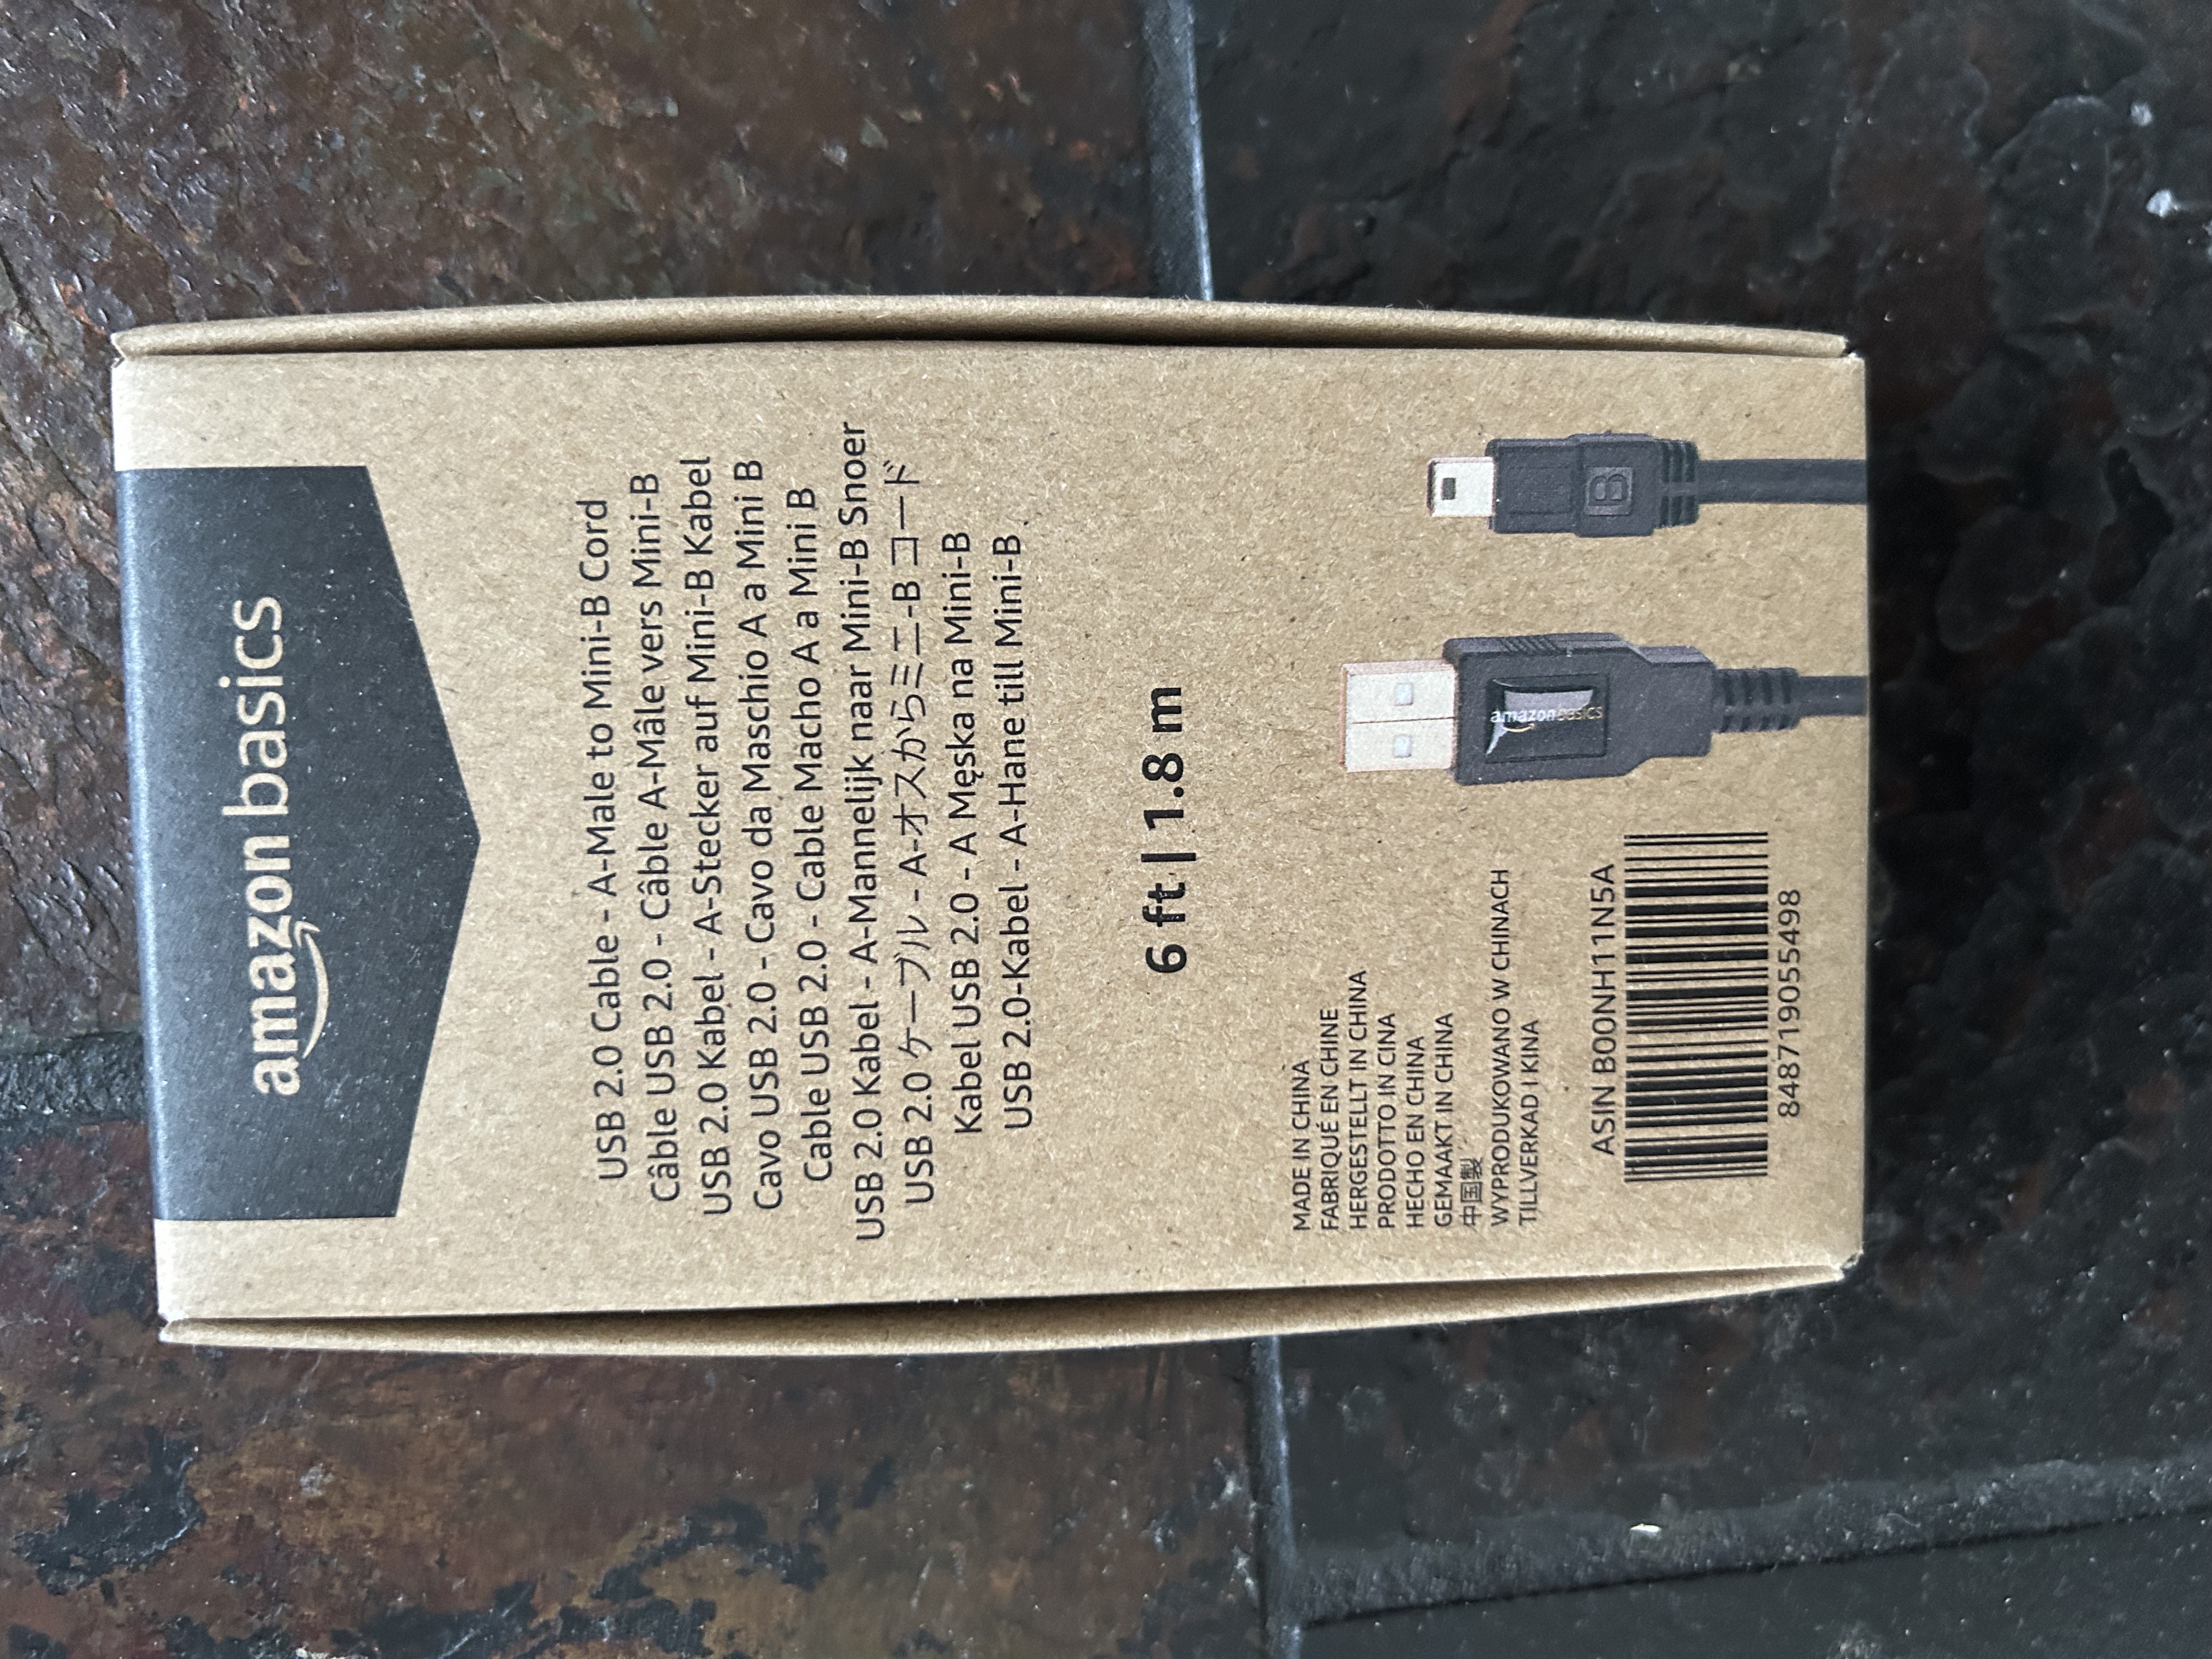 amazon basics
USB 2.0 Cable - A-Male to Mini-B Cord
Câble USB 2.0 - Câble A-Mâle vers Mini-B
USB 2.0 Kabel - A-Stecker auf Mini-B Kabel
Cavo USB 2.0 - Cavo da Maschio A a Mini B
Cable USB 2.0 - Cable Macho A a Mini B
USB 2.0 Kabel - A-Mannelijk naar Mini-B Snoer
USB 2.0 ケーブル - A-オスからミニ-B コード
Kabel USB 2.0 - A Męska na Mini-B
USB 2.0-Kabel - A-Hane till Mini-B
6 ft | 1.8 m
MADE IN CHINA
FABRIQUÉ EN CHINE
HERGESTELLT IN CHINA
PRODOTTO IN CINA
HECHO EN CHINA
GEMAAKT IN CHINA
中国製
WYPRODUKOWANO W CHINACH
TILLVERKAD I KINA
ASIN B00NH11N5A
848719055498
amazonbasics
B